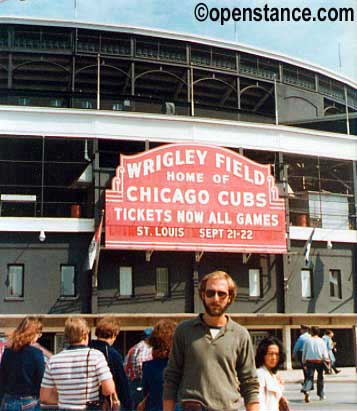 ©openstance.com
WRIGLEY FIELD
HOME OF
CHICAGO CUBS
TICKETS NOW ALL GAMES
ST. LOUIS SEPT 21-22